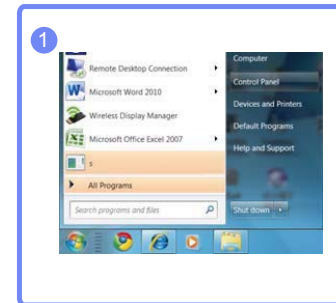 1
Remote Desktop Connection
Microsoft Word 2010
Wireless Display Manager
Microsoft Office Excel 2007
s
All Programs
Search programs and files
Computer
Control Panel
Devices and Printers
Default Programs
Help and Support
Shut down